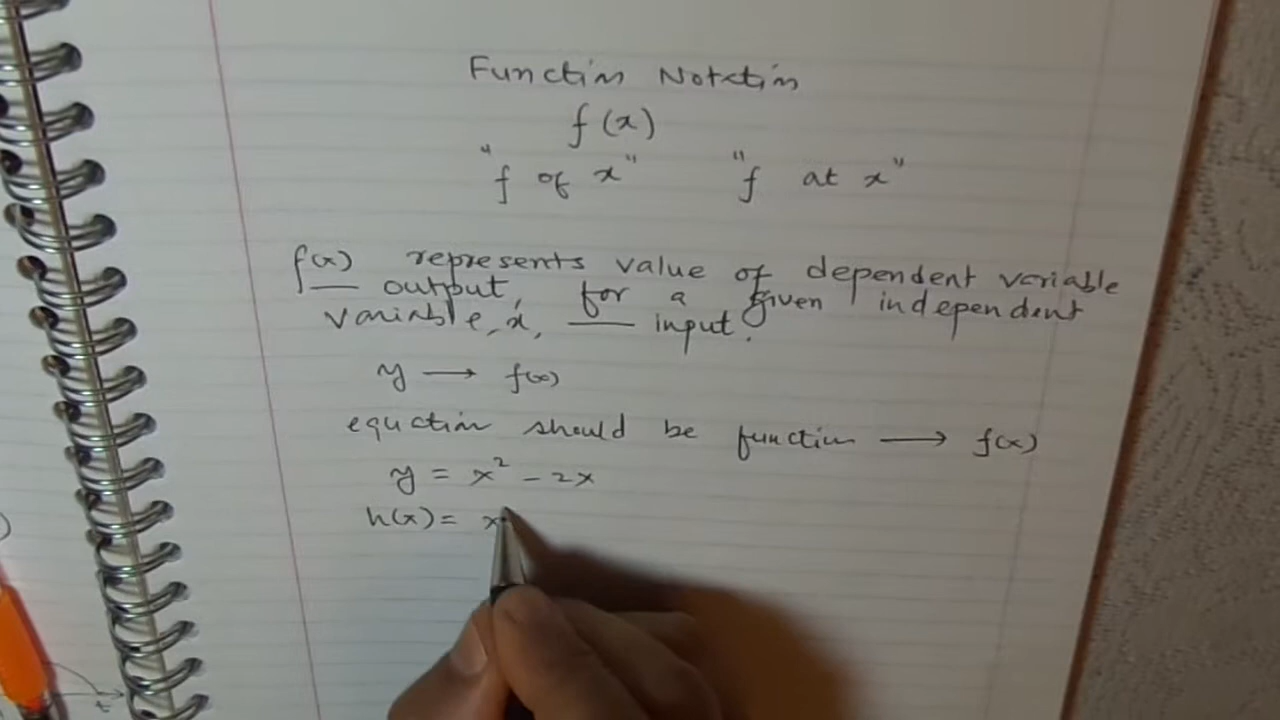 Function Notation
f(x)
"f of x" "f at x"
f(x) represents value of dependent variable
— output, for a given independent
variable, x, — input.
y → f(x)
equation should be function → f(x)
y = x² - 2x
h(x) = x
t